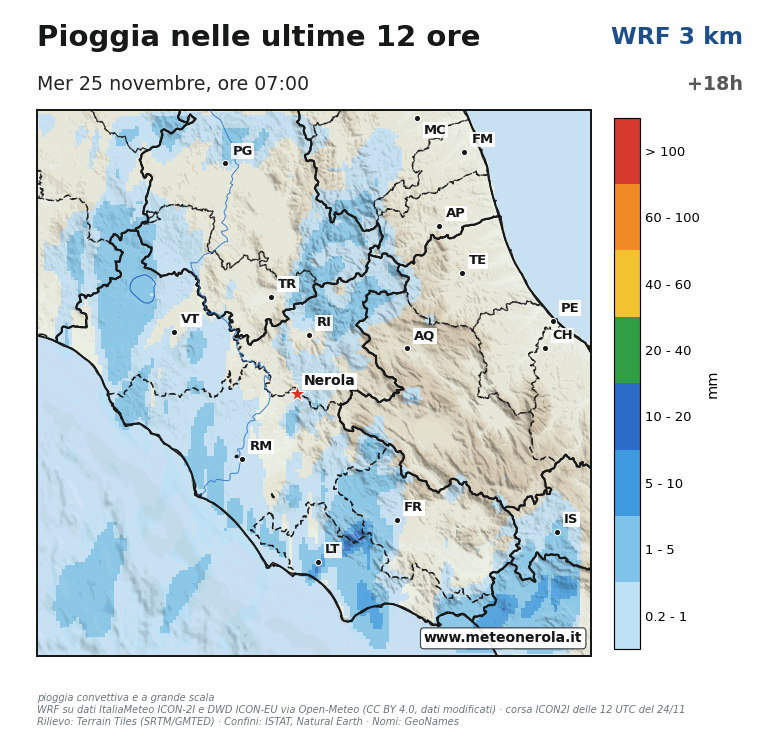 Pioggia nelle ultime 12 ore
WRF 3 km
Mer 25 novembre, ore 07:00
+18h
MC
FM
PG
AP
TE
TR
PE
VT
RI
CH
AQ
Nerola
RM
FR
IS
LT
www.meteonerola.it
> 100
60 - 100
40 - 60
20 - 40
10 - 20
5 - 10
1 - 5
0.2 - 1
mm
pioggia convettiva e a grande scala
WRF su dati ItaliaMeteo ICON-2I e DWD ICON-EU via Open-Meteo (CC BY 4.0, dati modificati) · corsa ICON2I delle 12 UTC del 24/11
Rilievo: Terrain Tiles (SRTM/GMTED) · Confini: ISTAT, Natural Earth · Nomi: GeoNames